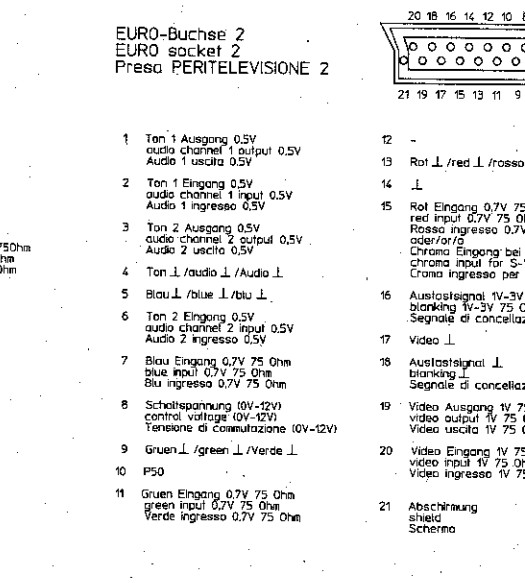 EURO-Buchse 2
EURO socket 2
Presa PERITELEVISIONE 2
20 18 16 14 12 10 8
21 19 17 15 13 11 9
75Ohm
Ohm
1 Ton 1 Ausgang 0,5V
audio channel 1 output 0,5V
Audio 1 uscita 0,5V
2 Ton 1 Eingang 0,5V
audio channel 1 input 0,5V
Audio 1 ingresso 0,5V
3 Ton 2 Ausgang 0,5V
audio channel 2 output 0,5V
Audio 2 uscita 0,5V
4 Ton ⊥ /audio ⊥ /Audio ⊥
5 Blau ⊥ /blue ⊥ /blu ⊥
6 Ton 2 Eingang 0,5V
audio channel 2 input 0,5V
Audio 2 ingresso 0,5V
7 Blau Eingang 0,7V 75 Ohm
blue input 0,7V 75 Ohm
Blu ingresso 0,7V 75 Ohm
8 Schaltspannung (0V-12V)
control voltage (0V-12V)
Tensione di commutazione (0V-12V)
9 Gruen ⊥ /green ⊥ /Verde ⊥
10 P50
11 Gruen Eingang 0,7V 75 Ohm
green input 0,7V 75 Ohm
Verde ingresso 0,7V 75 Ohm
12 -
13 Rot ⊥ /red ⊥ /rosso
14 ⊥
15 Rot Eingang 0,7V 75
red input 0,7V 75 O
Rosso ingresso 0,7V
oder/or/o
Chroma Eingang bei
chroma input for S-
Croma ingresso per
16 Austastsignal 1V-3V
blanking 1V-3V 75 O
Segnale di concellaz
17 Video ⊥
18 Austastsignal ⊥
blanking ⊥
Segnale di concellaz
19 Video Ausgang 1V 75
video output 1V 75 O
Video uscita 1V 75 O
20 Video Eingang 1V 75
video input 1V 75 Ohm
Video ingresso 1V 75
21 Abschirmung
shield
Schermo